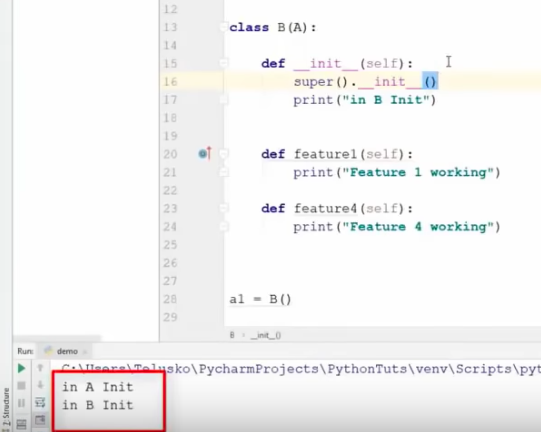 12
13 class B(A):
14
15 def __init__(self):
16 super().__init__()
17 print("in B Init")
18
19
20 def feature1(self):
21 print("Feature 1 working")
22
23 def feature4(self):
24 print("Feature 4 working")
25
26
27
28 a1 = B()
29
B › __init__()
Run: demo
C:\Users\Telusko\PycharmProjects\PythonTuts\venv\Scripts\pyt
in A Init
in B Init
Z: Structure